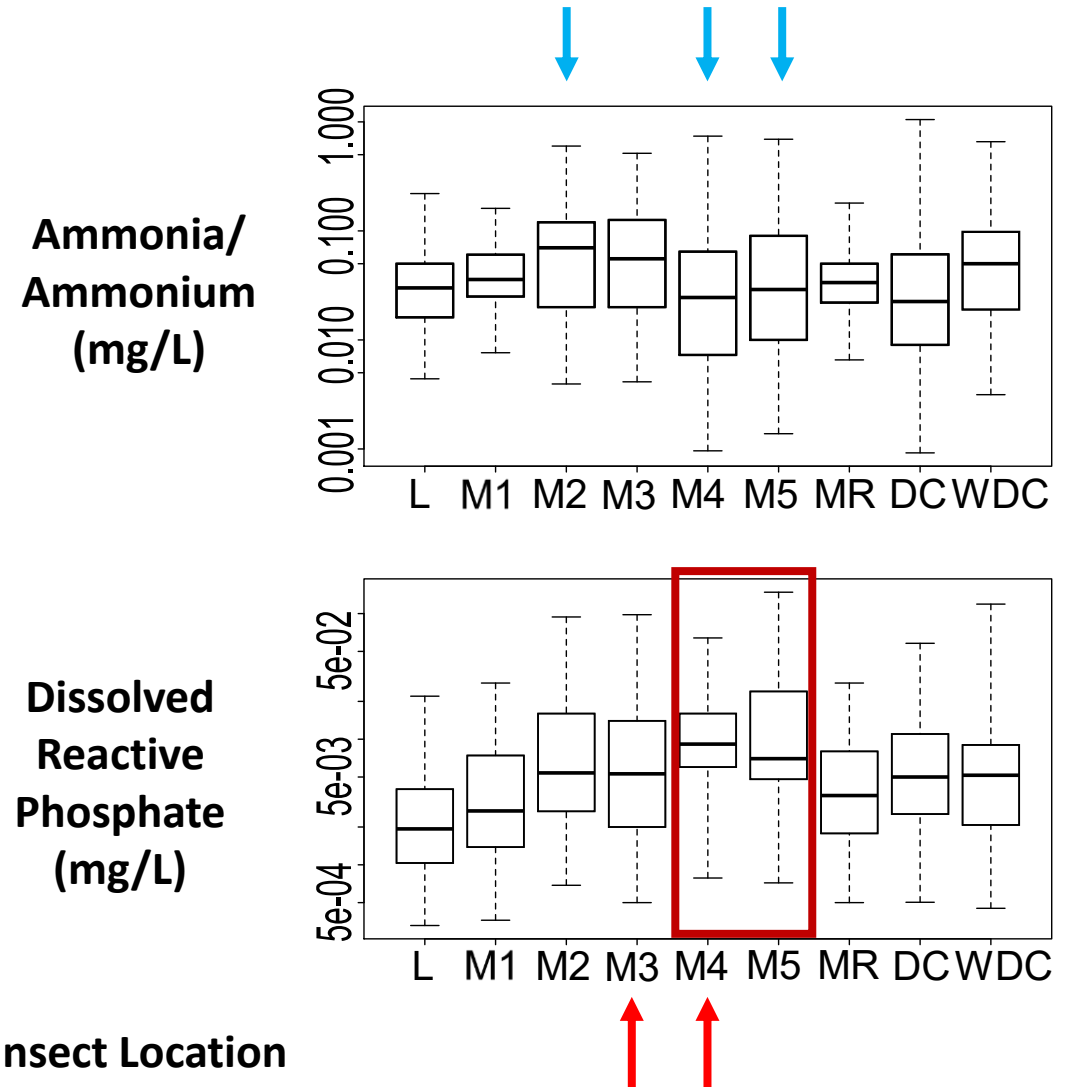 Ammonia/
Ammonium
(mg/L)
1.000
0.100
0.010
0.001
L M1 M2 M3 M4 M5 MR DC WDC
Dissolved
Reactive
Phosphate
(mg/L)
5e-02
5e-03
5e-04
L M1 M2 M3 M4 M5 MR DC WDC
nsect Location